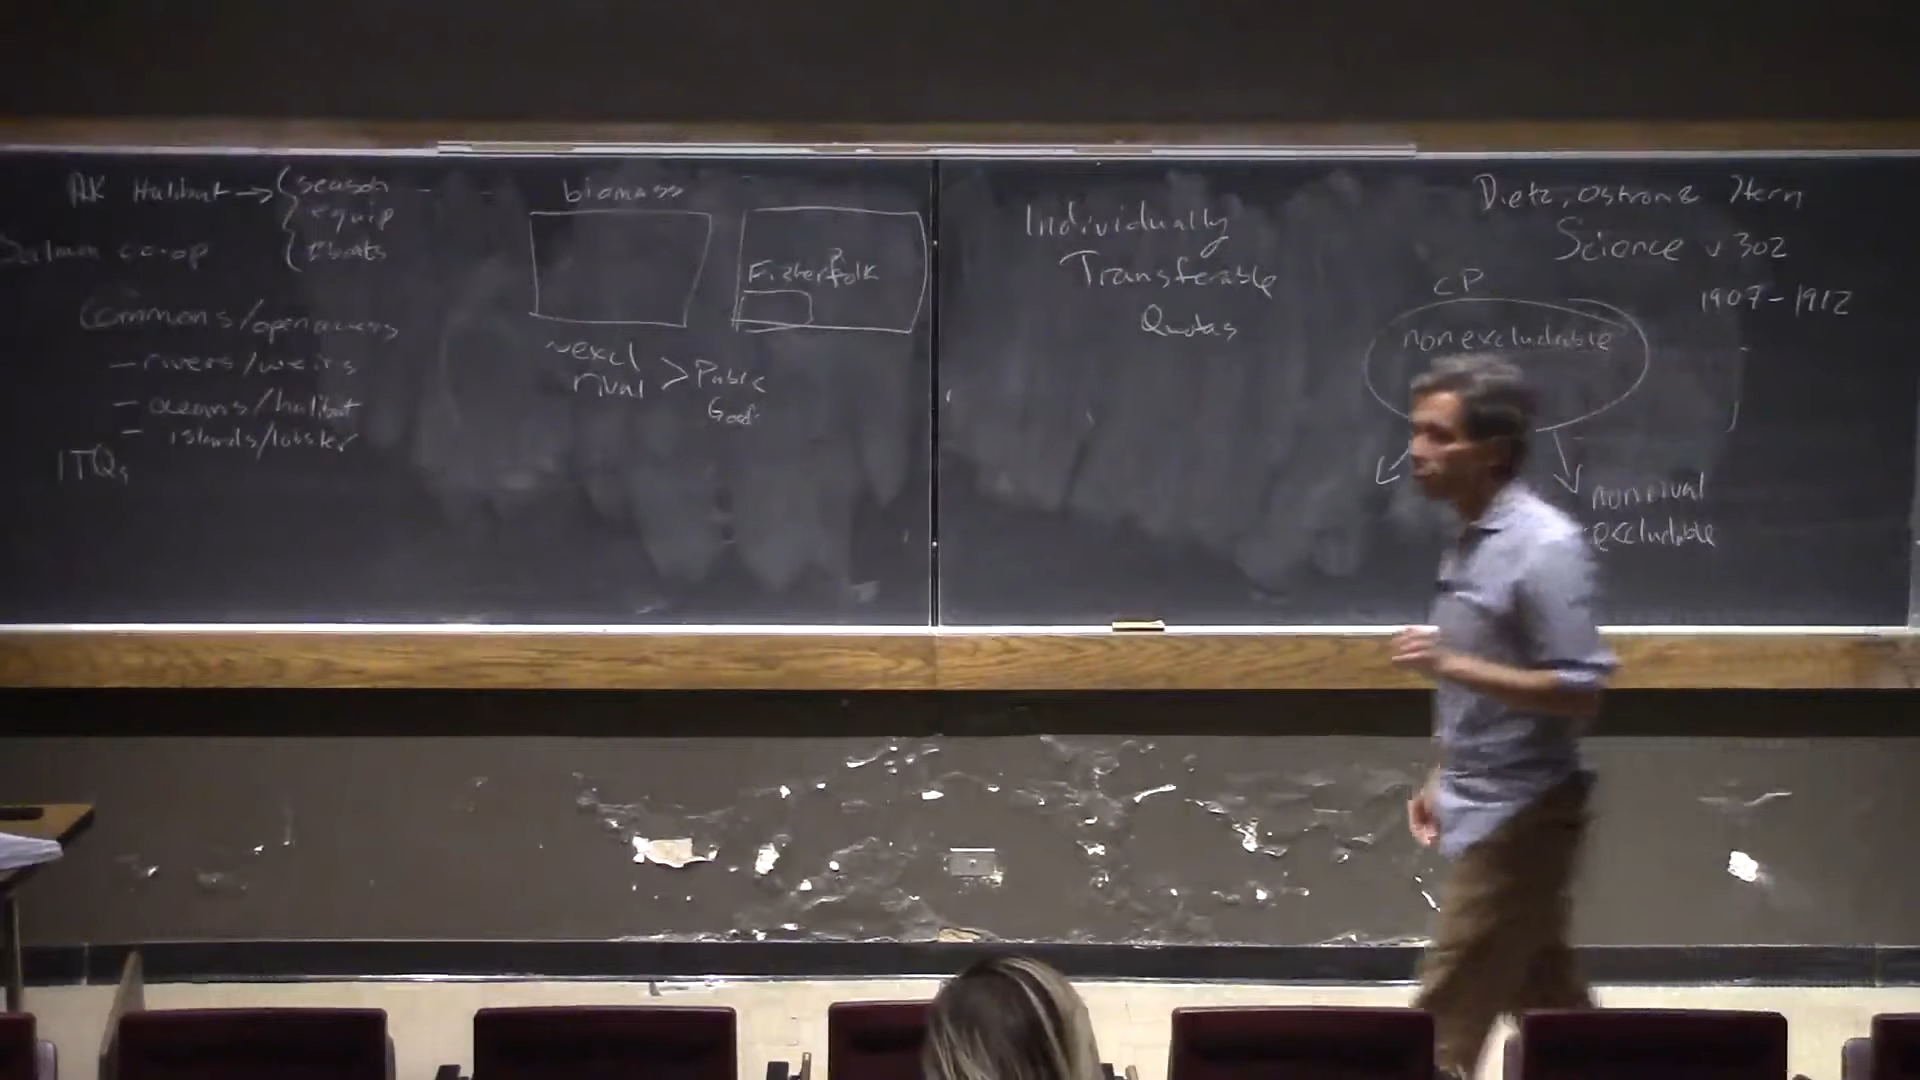 AK Halibut → season
equip
# boats
Salmon co-op
Commons/open access
- rivers/weirs
- oceans/halibut
- islands/lobster
ITQs
biomass
Fisherfolk
~excl
rival > Public
Good
Individually
Transferable
Quotas
Dietz, Ostrom & Stern
Science v 302
1907-1912
CP
nonexcludable
nonrival
excludable